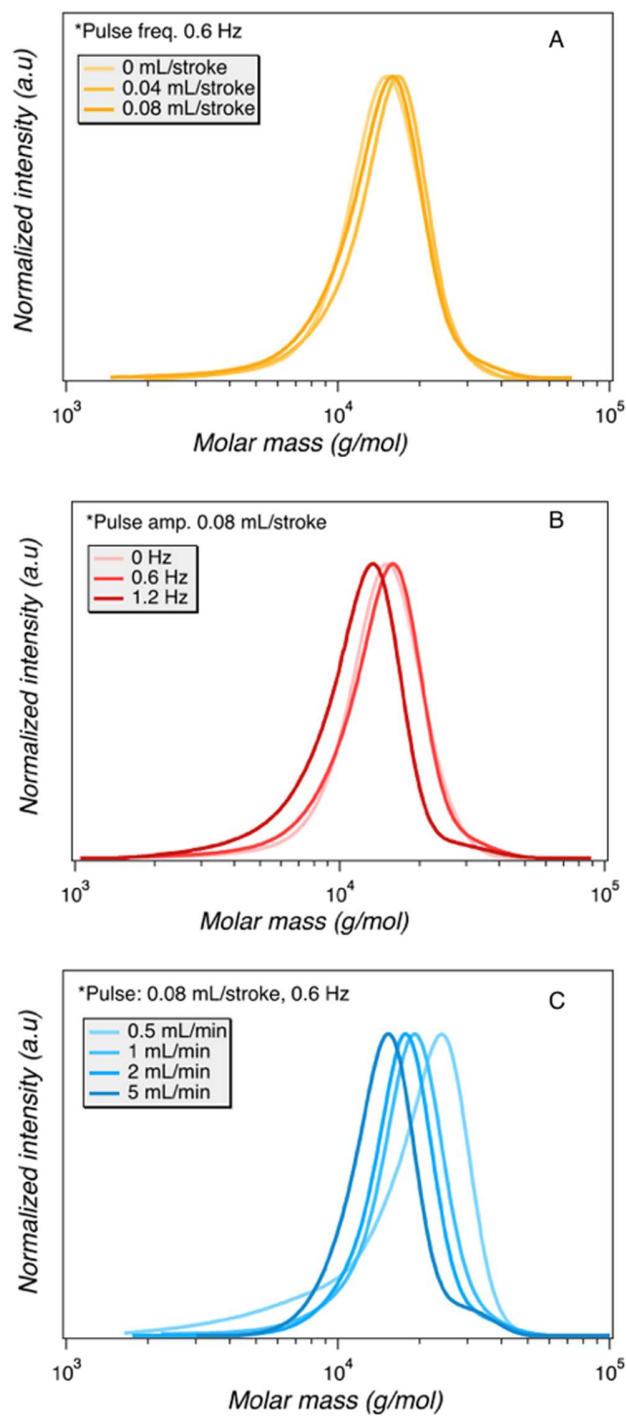 *Pulse freq. 0.6 Hz
A
0 mL/stroke
0.04 mL/stroke
0.08 mL/stroke
Normalized intensity (a.u)
10³
10⁴
10⁵
Molar mass (g/mol)
*Pulse amp. 0.08 mL/stroke
B
0 Hz
0.6 Hz
1.2 Hz
Normalized intensity (a.u)
10³
10⁴
10⁵
Molar mass (g/mol)
*Pulse: 0.08 mL/stroke, 0.6 Hz
C
0.5 mL/min
1 mL/min
2 mL/min
5 mL/min
Normalized intensity (a.u)
10³
10⁴
10⁵
Molar mass (g/mol)